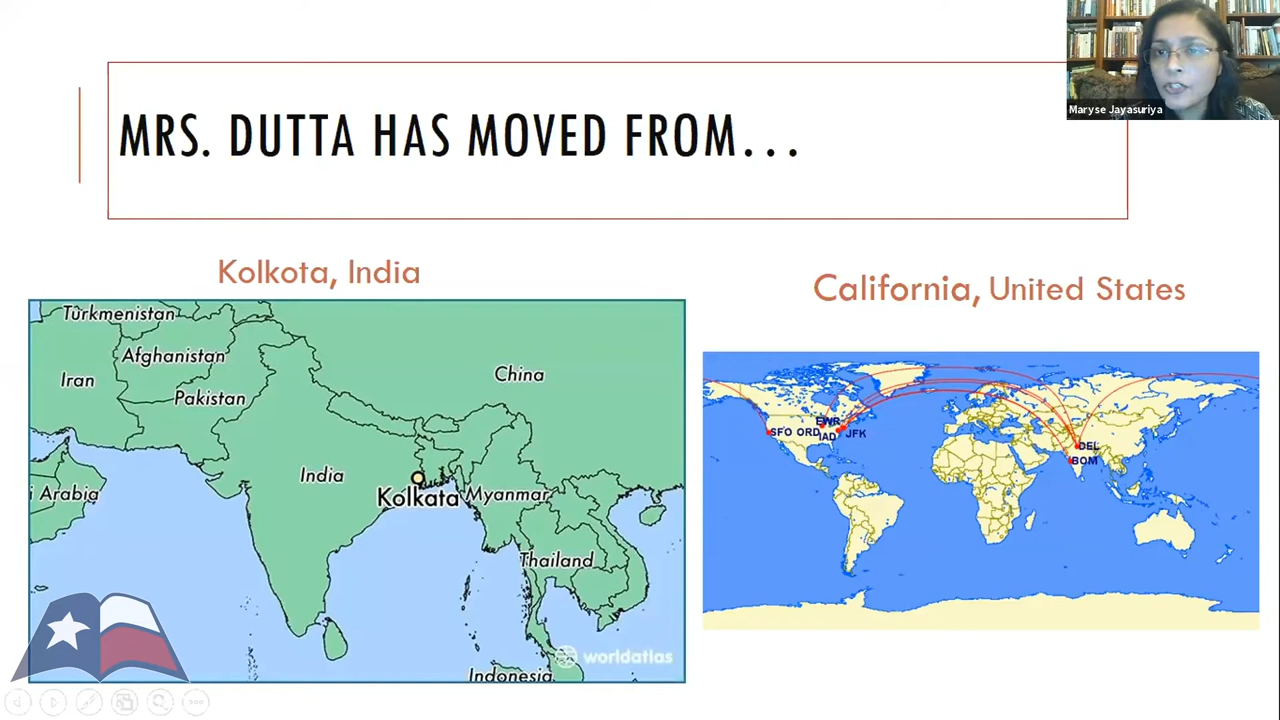 Maryse Jayasuriya
MRS. DUTTA HAS MOVED FROM...
Kolkota, India
California, United States
Turkmenistan
Afghanistan
Iran
Pakistan
China
India
Kolkata
Myanmar
i Arabia
Thailand
Indonesia
worldatlas
SFO ORD EWR
IAD JFK
DEL
BOM